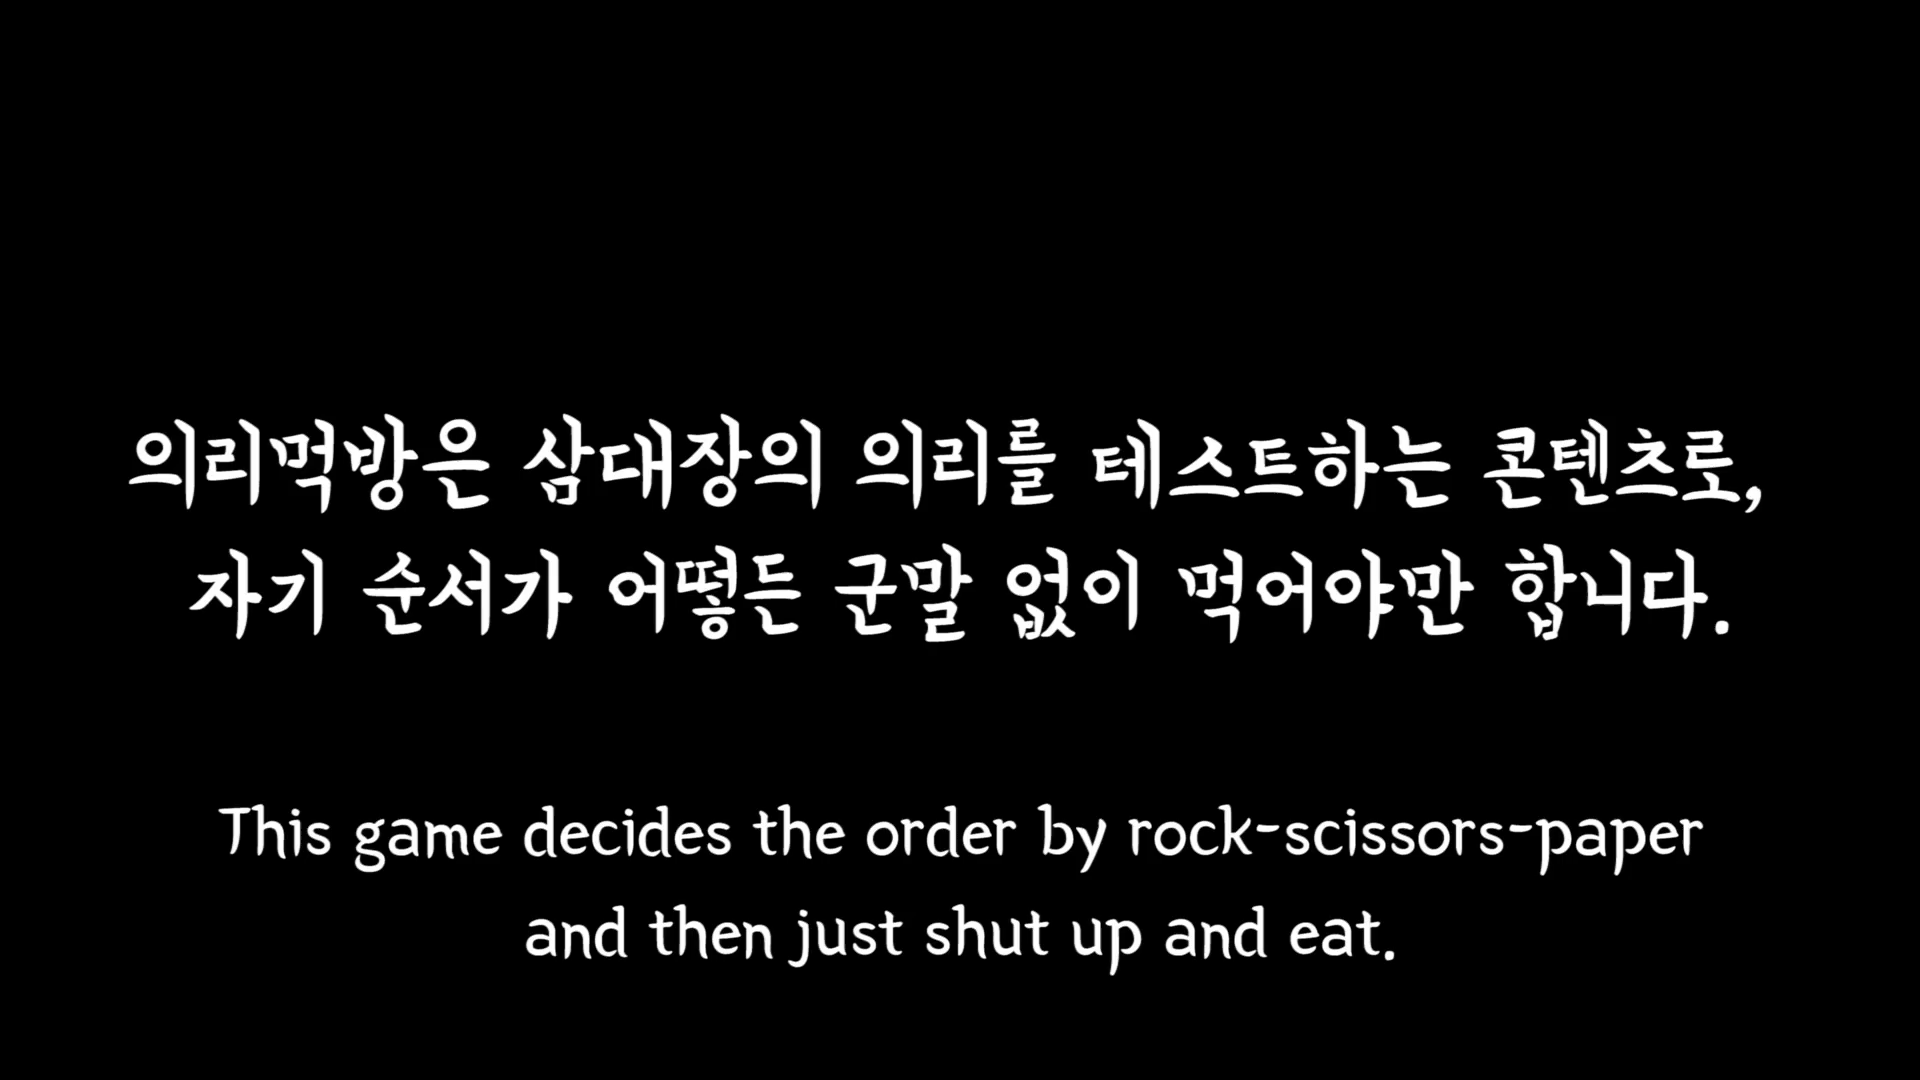 의리먹방은 삼대장의 의리를 테스트하는 콘텐츠로,
자기 순서가 어떻든 군말 없이 먹어야만 합니다.
This game decides the order by rock-scissors-paper
and then just shut up and eat.